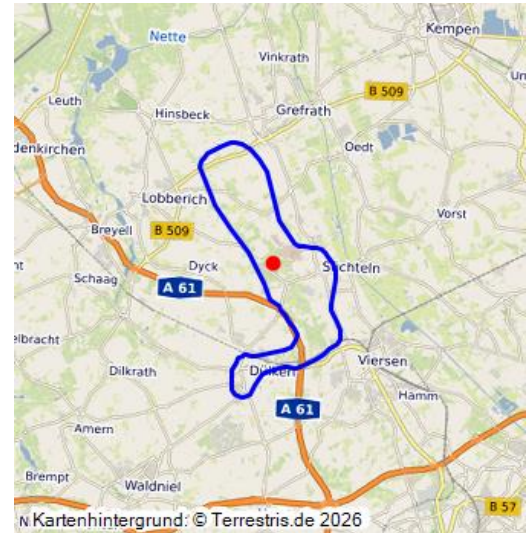 Kempen
Nette
Vinkrath
B 509
Leuth
Hinsbeck
Grefrath
Oedt
denkirchen
Lobberich
Vorst
Breyell
B 509
Dyck
Süchteln
Schaag
A 61
elbracht
Dülken
Viersen
Dilkrath
Hamm
A 61
Amern
Brempt
Waldniel
B 57
Kartenhintergrund: © Terrestris.de 2026